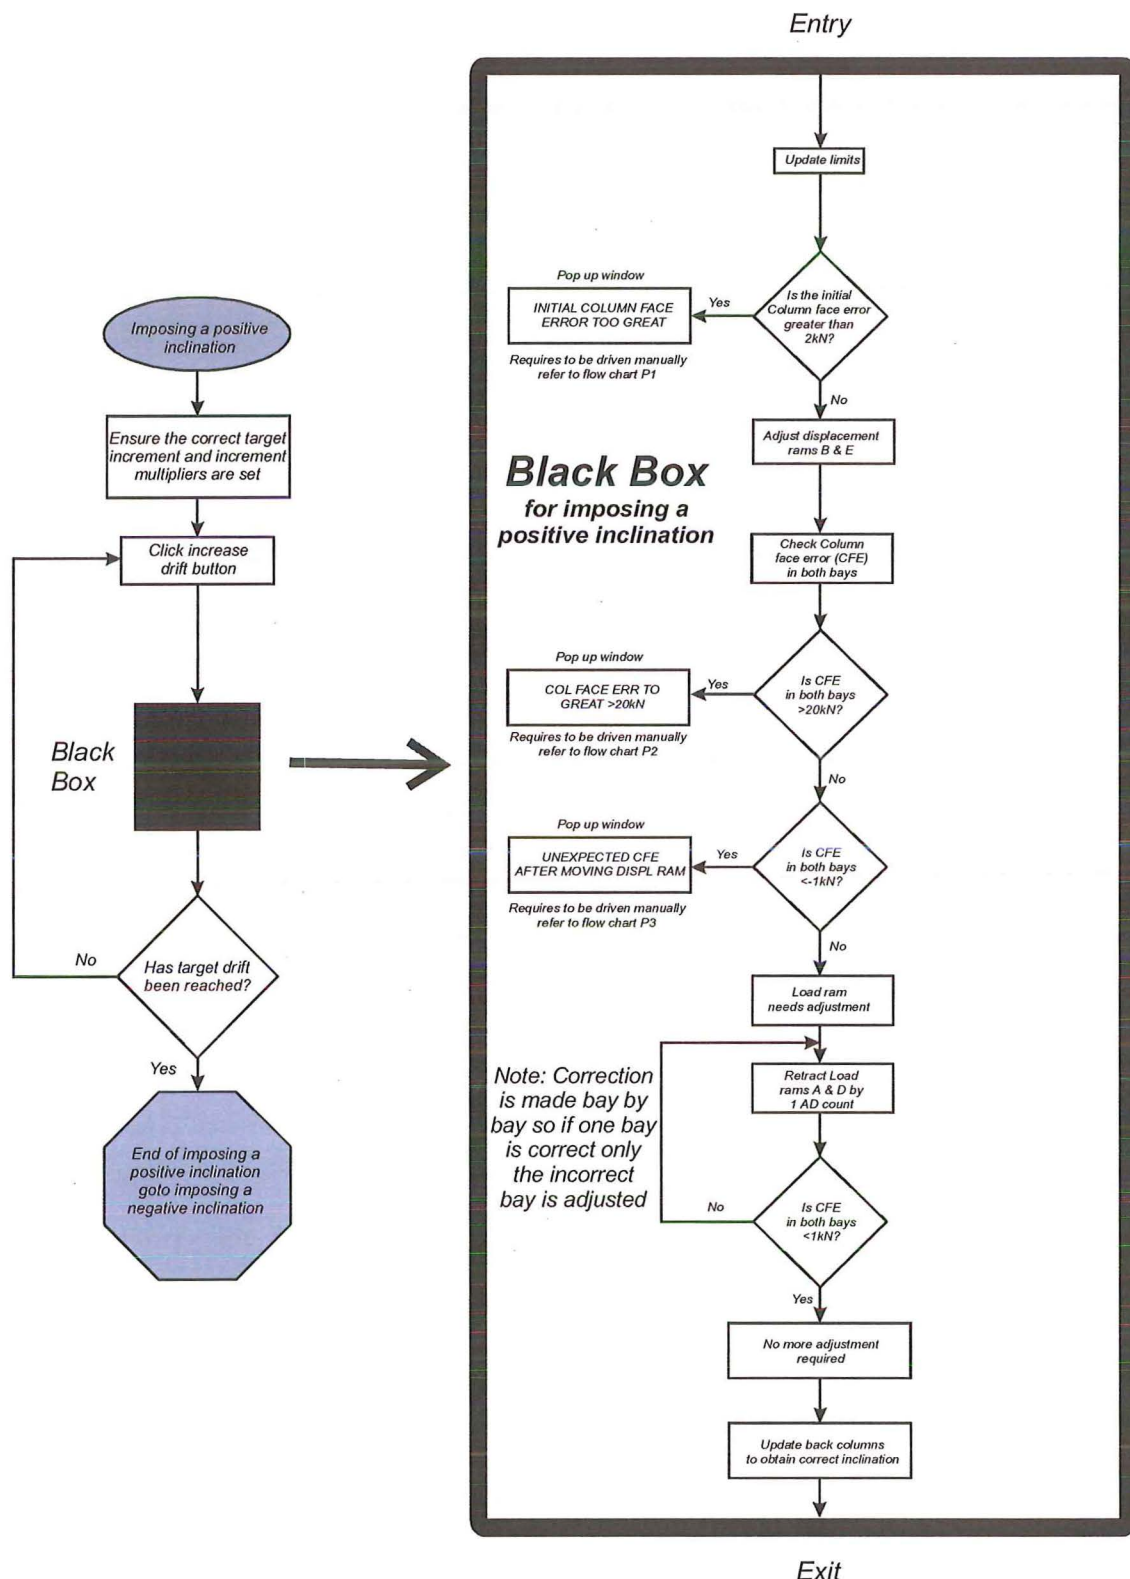 Entry
Update limits
Is the initial
Column face error
greater than
2kN?
Yes
Pop up window
INITIAL COLUMN FACE
ERROR TOO GREAT
Requires to be driven manually
refer to flow chart P1
No
Adjust displacement
rams B & E
Black Box
for imposing a
positive inclination
Check Column
face error (CFE)
in both bays
Is CFE
in both bays
>20kN?
Yes
Pop up window
COL FACE ERR TO
GREAT >20kN
Requires to be driven manually
refer to flow chart P2
No
Is CFE
in both bays
<-1kN?
Yes
Pop up window
UNEXPECTED CFE
AFTER MOVING DISPL RAM
Requires to be driven manually
refer to flow chart P3
No
Load ram
needs adjustment
Retract Load
rams A & D by
1 AD count
Note: Correction
is made bay by
bay so if one bay
is correct only
the incorrect
bay is adjusted
Is CFE
in both bays
<1kN?
No
Yes
No more adjustment
required
Update back columns
to obtain correct inclination
Exit
Imposing a positive
inclination
Ensure the correct target
increment and increment
multipliers are set
Click increase
drift button
Black
Box
Has target drift
been reached?
No
Yes
End of imposing a
positive inclination
goto imposing a
negative inclination